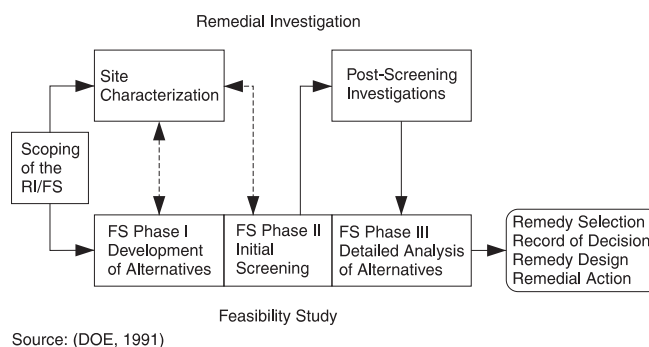 Remedial Investigation
Site
Characterization
Post-Screening
Investigations
Scoping
of the
RI/FS
FS Phase I
Development
of Alternatives
FS Phase II
Initial
Screening
FS Phase III
Detailed Analysis
of Alternatives
Remedy Selection
Record of Decision
Remedy Design
Remedial Action
Feasibility Study
Source: (DOE, 1991)